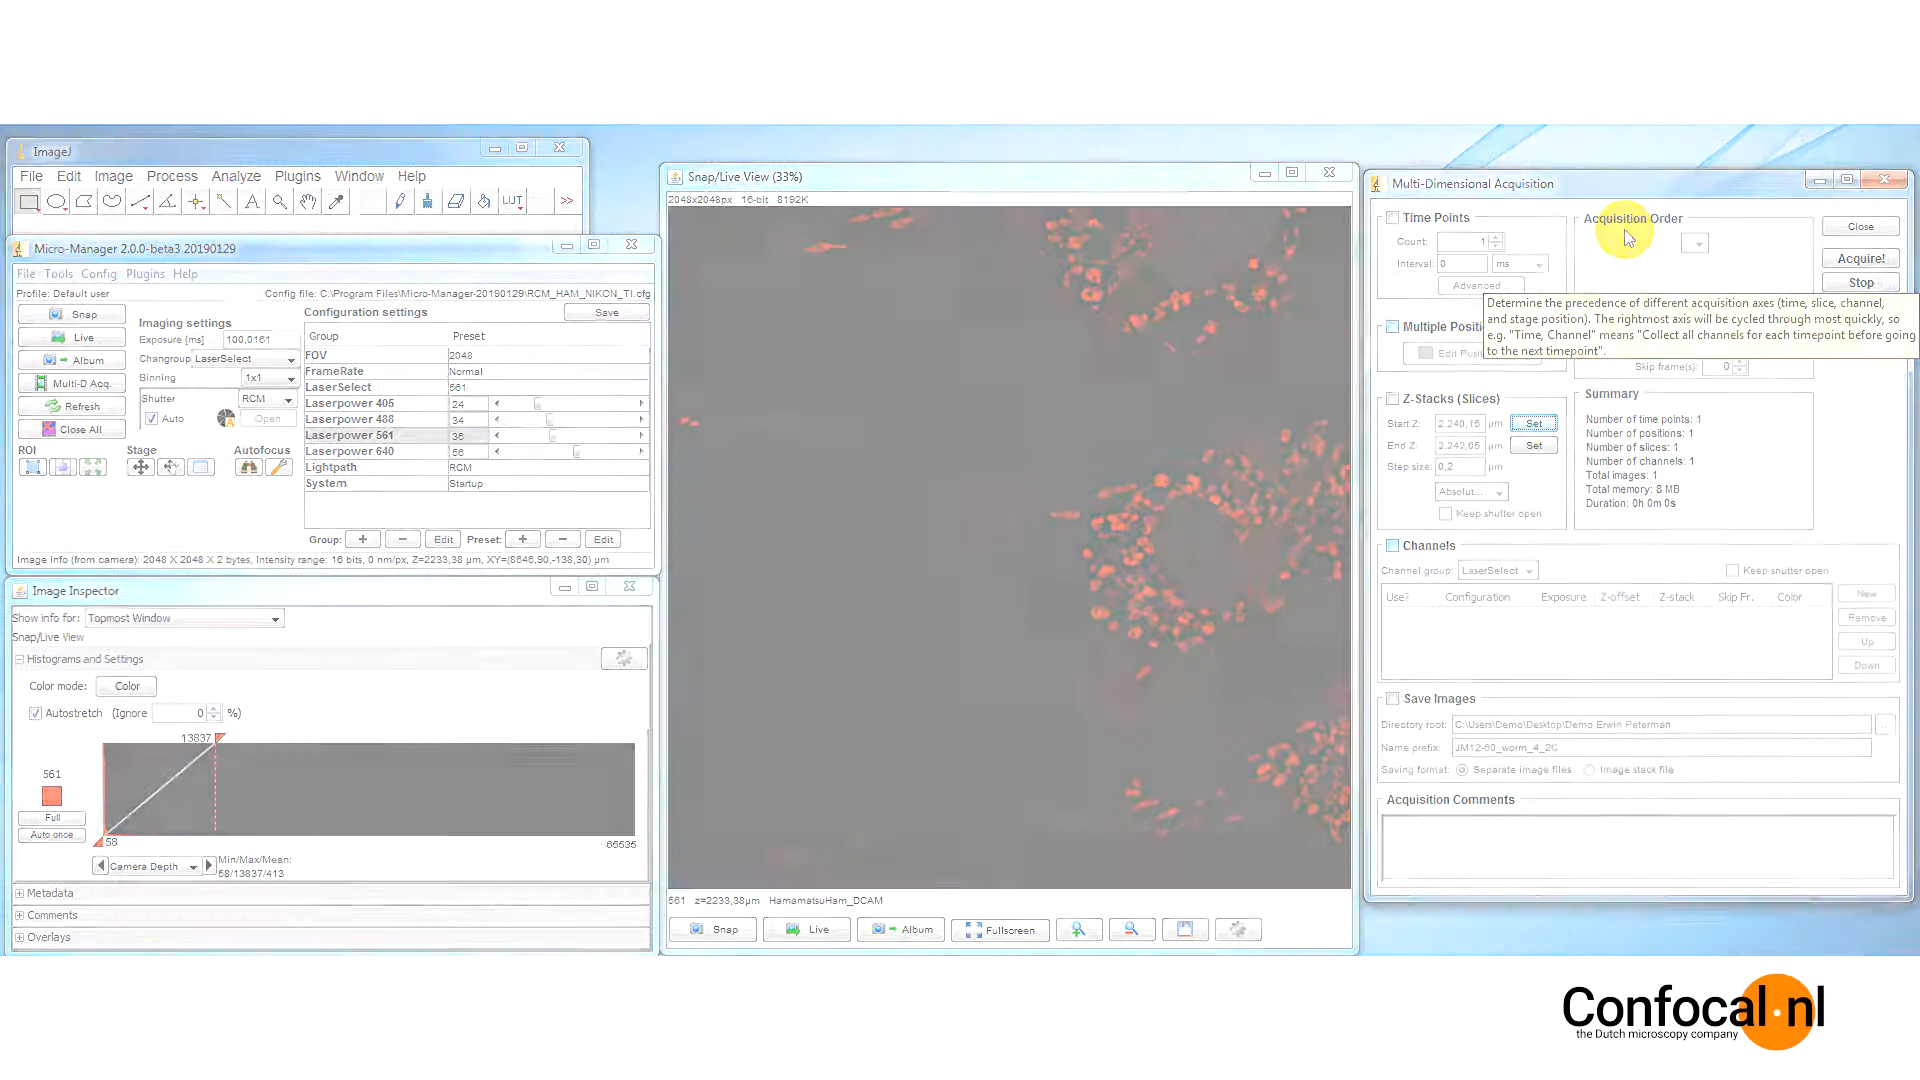 ImageJ
File Edit Image Process Analyze Plugins Window Help
A LUT >>
Micro-Manager 2.0.0-beta3 20190129
File Tools Config Plugins Help
Profile: Default user Config file: C:\Program Files\Micro-Manager-20190129\RCM_HAM_NIKON_TI.cfg
Snap
Live
Album
Multi-D Acq.
Refresh
Close All
Imaging settings
Exposure [ms] 100,0161
Changroup LaserSelect
Binning 1x1
Shutter RCM
Auto Open
ROI Stage Autofocus
Configuration settings Save
Group Preset
FOV 2048
FrameRate Normal
LaserSelect 561
Laserpower 405 24
Laserpower 488 34
Laserpower 561 36
Laserpower 640 56
Lightpath RCM
System Startup
Group: + − Edit Preset: + − Edit
Image info (from camera): 2048 X 2048 X 2 bytes, Intensity range: 16 bits, 0 nm/pix, Z=2233,38 µm, XY=(8646,90,-138,30) µm
Image Inspector
Show info for: Topmost Window
Snap/Live View
Histograms and Settings
Color mode: Color
Autostretch (Ignore 0 %)
13837
561
Full
Auto once
58 65535
Camera Depth
Min/Max/Mean:
58/13837/413
Metadata
Comments
Overlays
Snap/Live View (33%)
2048x2048px 16-bit 8192K
561 z=2233,38µm HamamatsuHam_DCAM
Snap Live Album Fullscreen
Multi-Dimensional Acquisition
Time Points
Count: 1
Interval: 0 ms
Advanced...
Acquisition Order
Close
Acquire!
Stop
Determine the precedence of different acquisition axes (time, slice, channel,
and stage position). The rightmost axis will be cycled through most quickly, so
e.g. "Time, Channel" means "Collect all channels for each timepoint before going
to the next timepoint".
Multiple Positi
Edit Posi
Skip frame(s): 0
Z-Stacks (Slices)
Start Z: 2.240,15 µm Set
End Z: 2.242,05 µm Set
Step size: 0,2 µm
Absolut...
Keep shutter open
Summary
Number of time points: 1
Number of positions: 1
Number of slices: 1
Number of channels: 1
Total images: 1
Total memory: 8 MB
Duration: 0h 0m 0s
Channels
Channel group: LaserSelect Keep shutter open
Use? Configuration Exposure Z-offset Z-stack Skip Fr. Color
New
Remove
Up
Down
Save Images
Directory root: C:\Users\Demo\Desktop\Demo Erwin Peterman ..
Name prefix: JM12-60_worm_4_2C
Saving format: Separate image files Image stack file
Acquisition Comments
Confocal.nl
the Dutch microscopy company